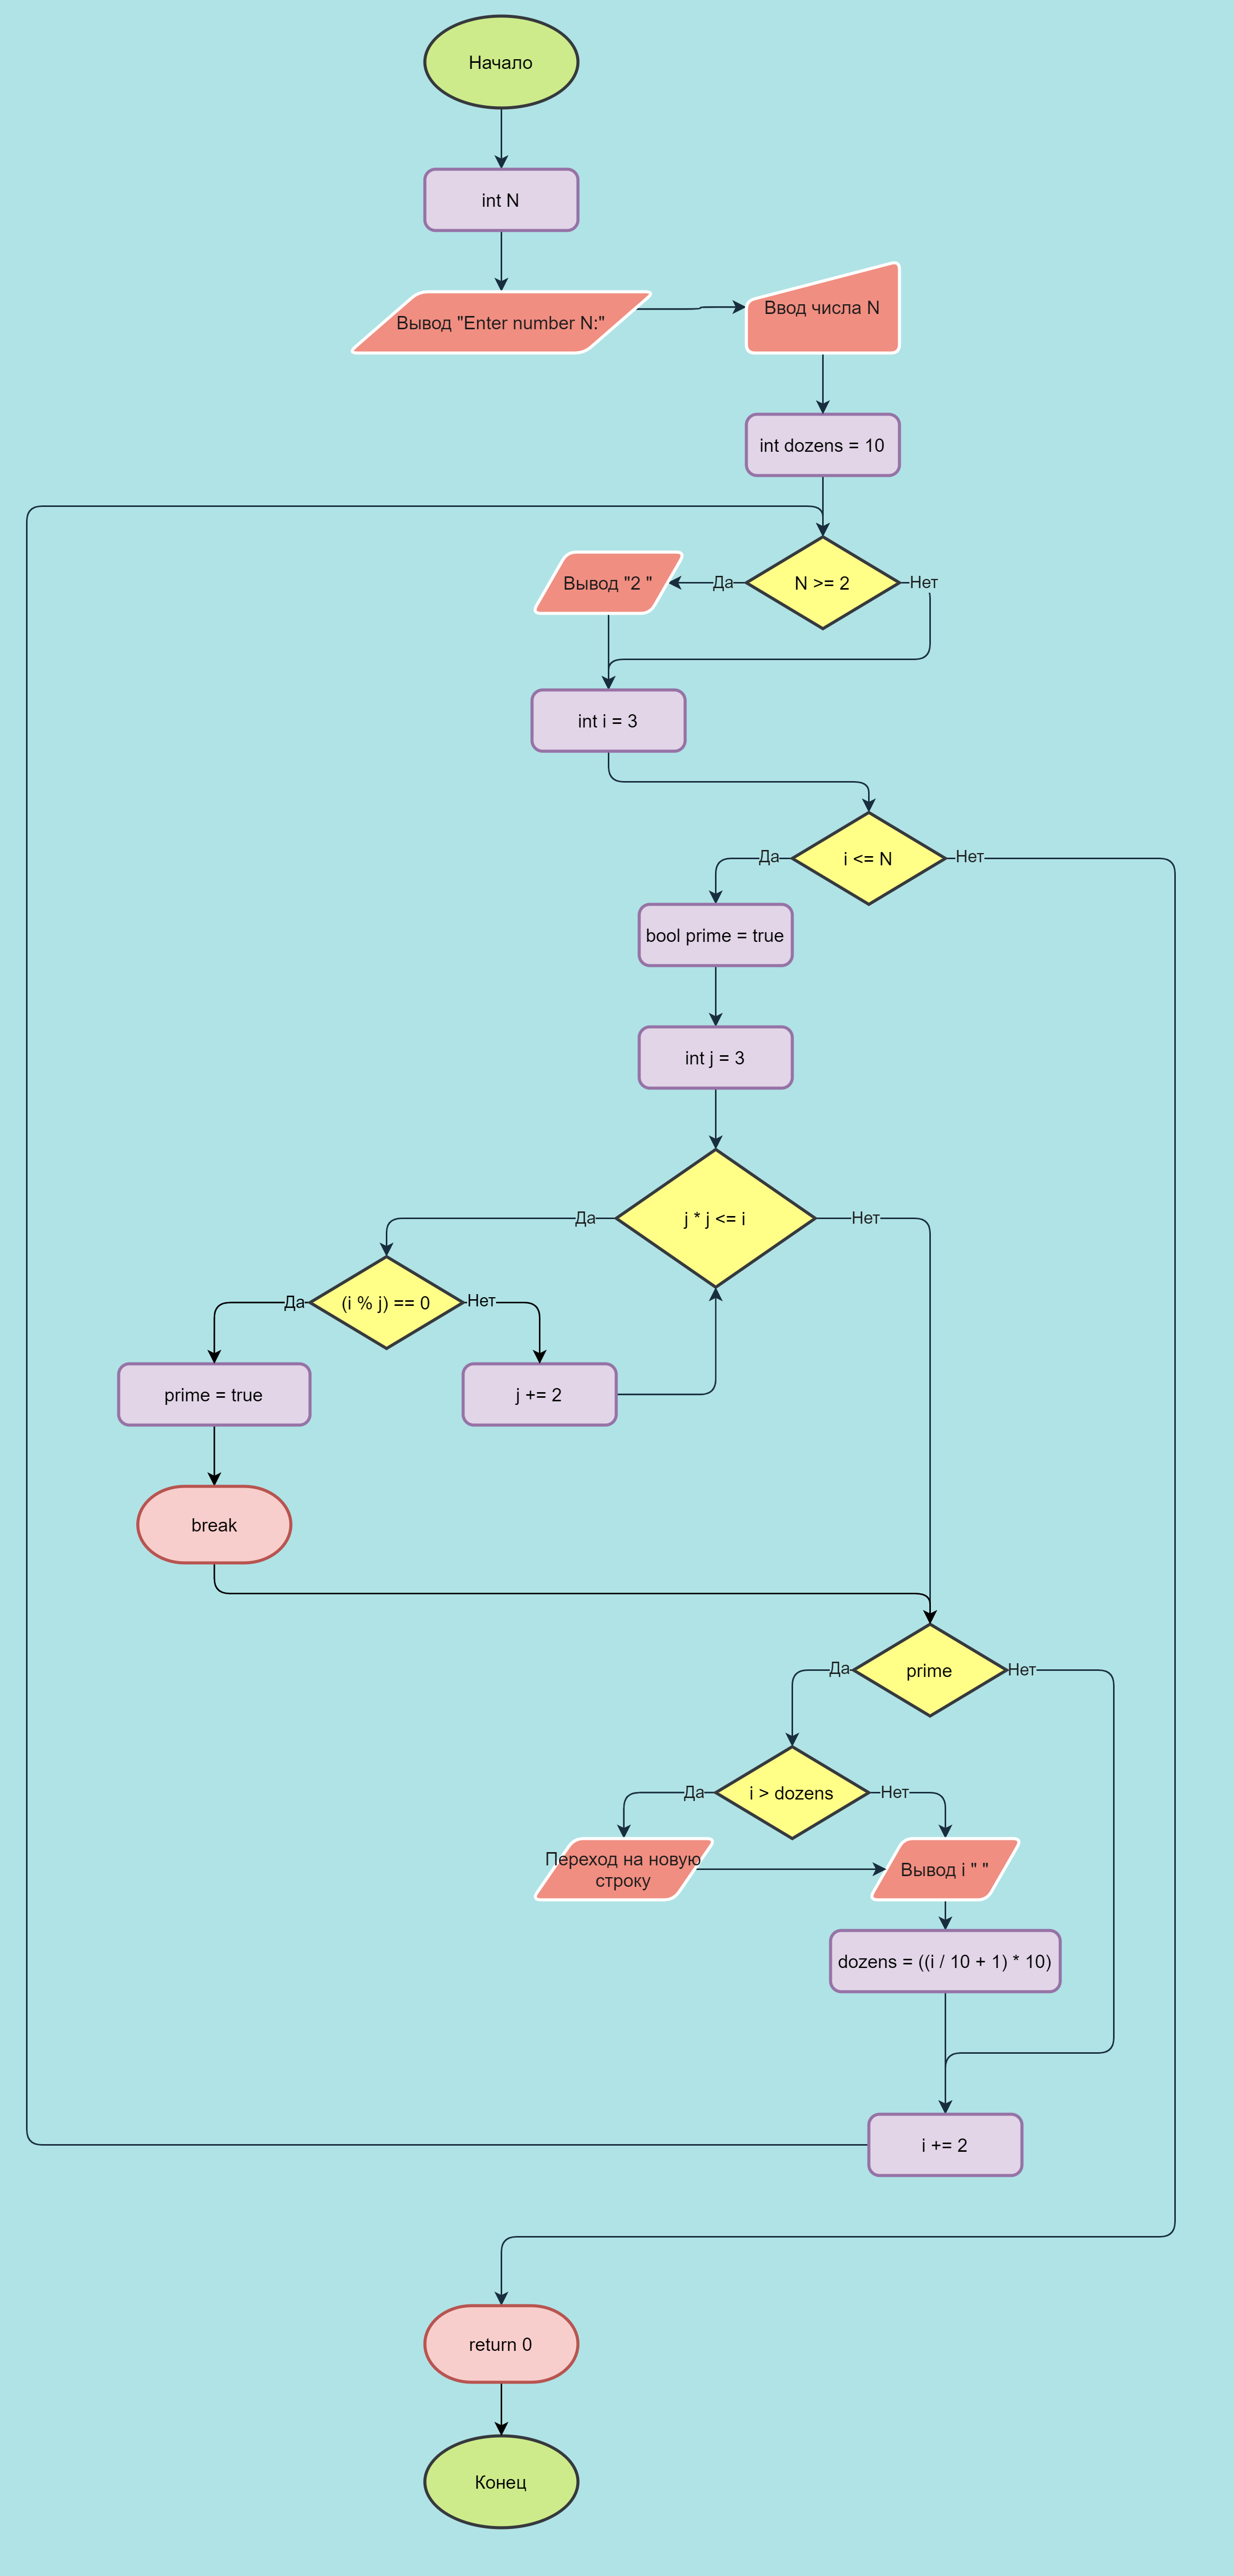 Начало
int N
Вывод "Enter number N:"
Ввод числа N
int dozens = 10
N >= 2
Да
Нет
Вывод "2 "
int i = 3
i <= N
Да
Нет
bool prime = true
int j = 3
j * j <= i
Да
Нет
(i % j) == 0
Да
Нет
prime = true
j += 2
break
prime
Да
Нет
i > dozens
Да
Нет
Переход на новую
строку
Вывод i " "
dozens = ((i / 10 + 1) * 10)
i += 2
return 0
Конец